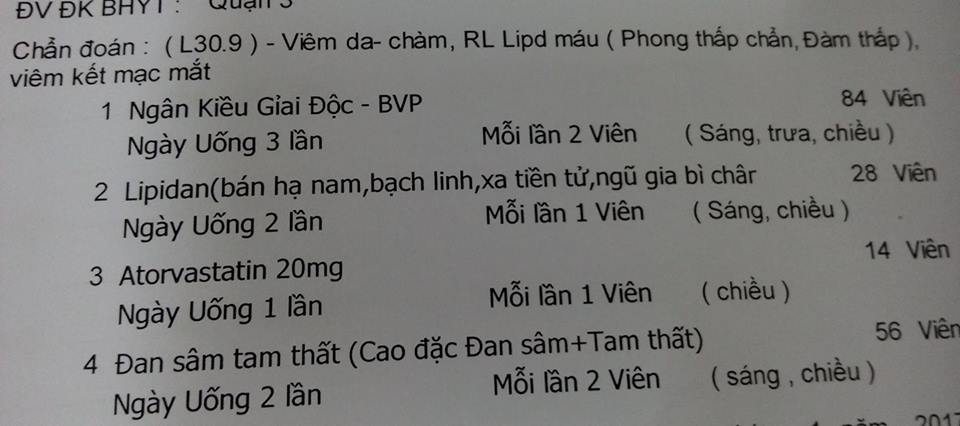 ĐV ĐK BHYT : Quận 3
Chẩn đoán : ( L30.9 ) - Viêm da- chàm, RL Lipd máu ( Phong thấp chẩn, Đàm thấp ),
viêm kết mạc mắt
1 Ngân Kiều Giải Độc - BVP 84 Viên
Ngày Uống 3 lần Mỗi lần 2 Viên ( Sáng, trưa, chiều )
2 Lipidan(bán hạ nam,bạch linh,xa tiền tử,ngũ gia bì châr 28 Viên
Ngày Uống 2 lần Mỗi lần 1 Viên ( Sáng, chiều )
3 Atorvastatin 20mg 14 Viên
Ngày Uống 1 lần Mỗi lần 1 Viên ( chiều )
4 Đan sâm tam thất (Cao đặc Đan sâm+Tam thất) 56 Viên
Ngày Uống 2 lần Mỗi lần 2 Viên ( sáng , chiều )
1 năm 2017